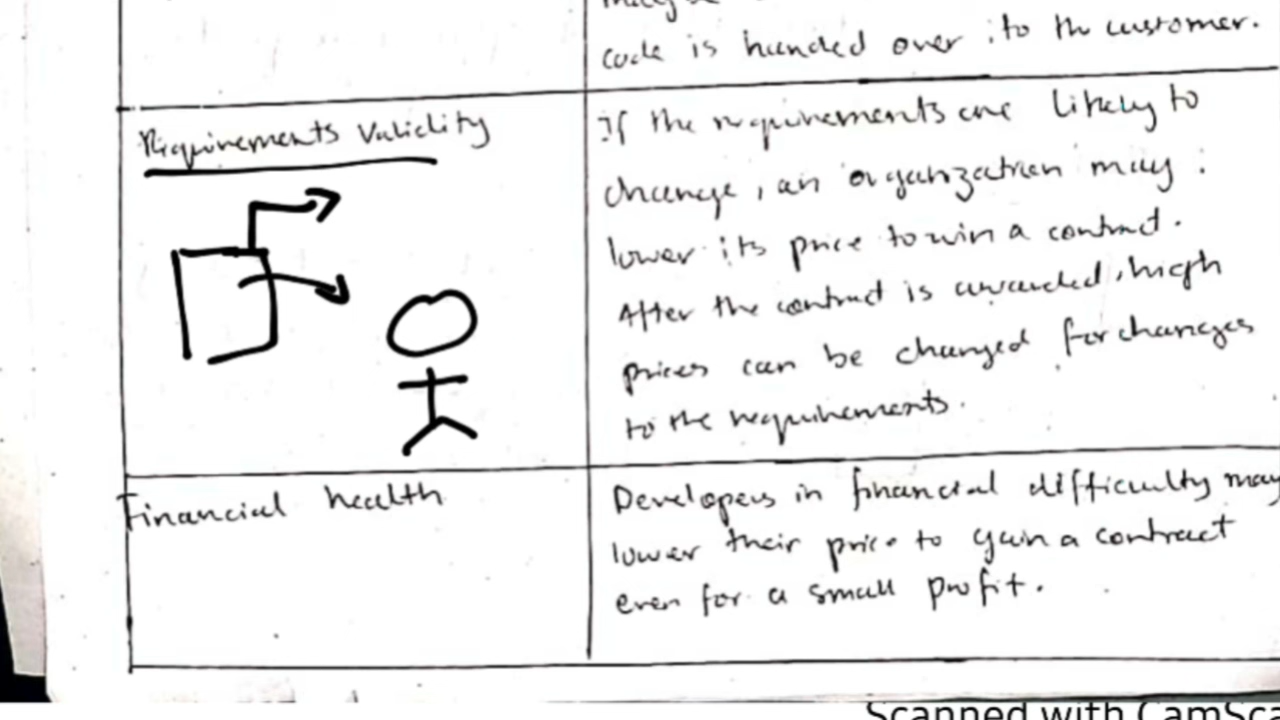 code is handed over to the customer.
Requirements Validity
If the requirements are likely to
change, an organization may
lower its price to win a contract.
After the contract is awarded, high
prices can be changed for changes
to the requirements.
Financial health
Developers in financial difficulty may
lower their price to gain a contract
even for a small profit.
Scanned with CamSca